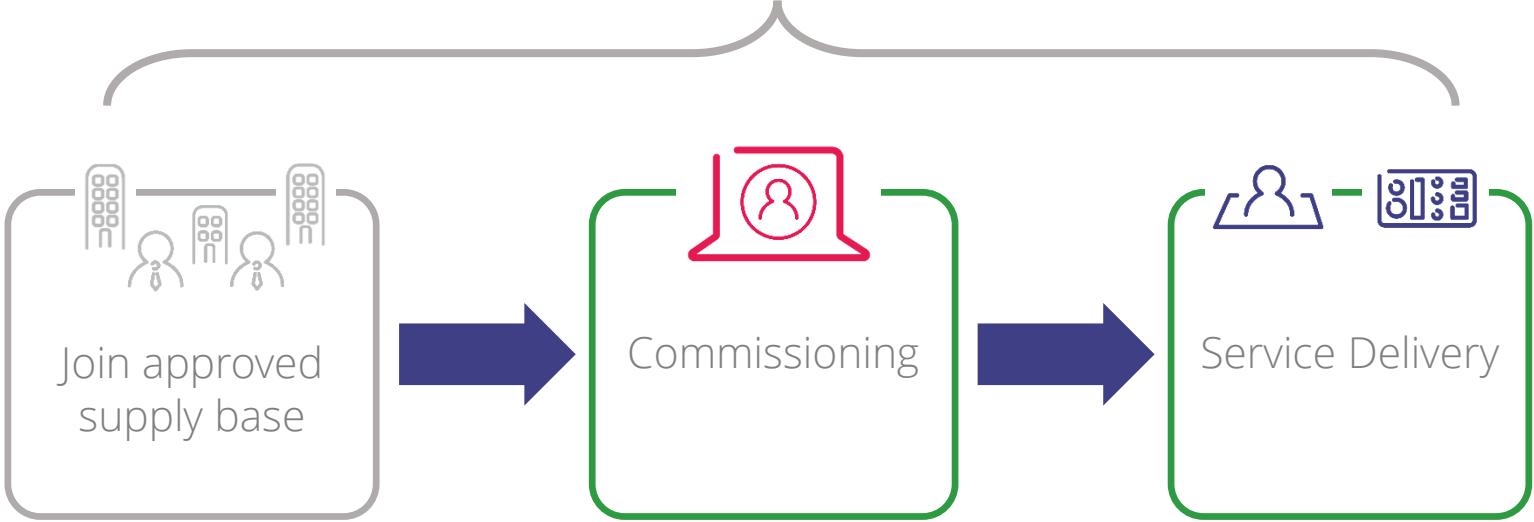 Join approved
supply base
Commissioning
Service Delivery